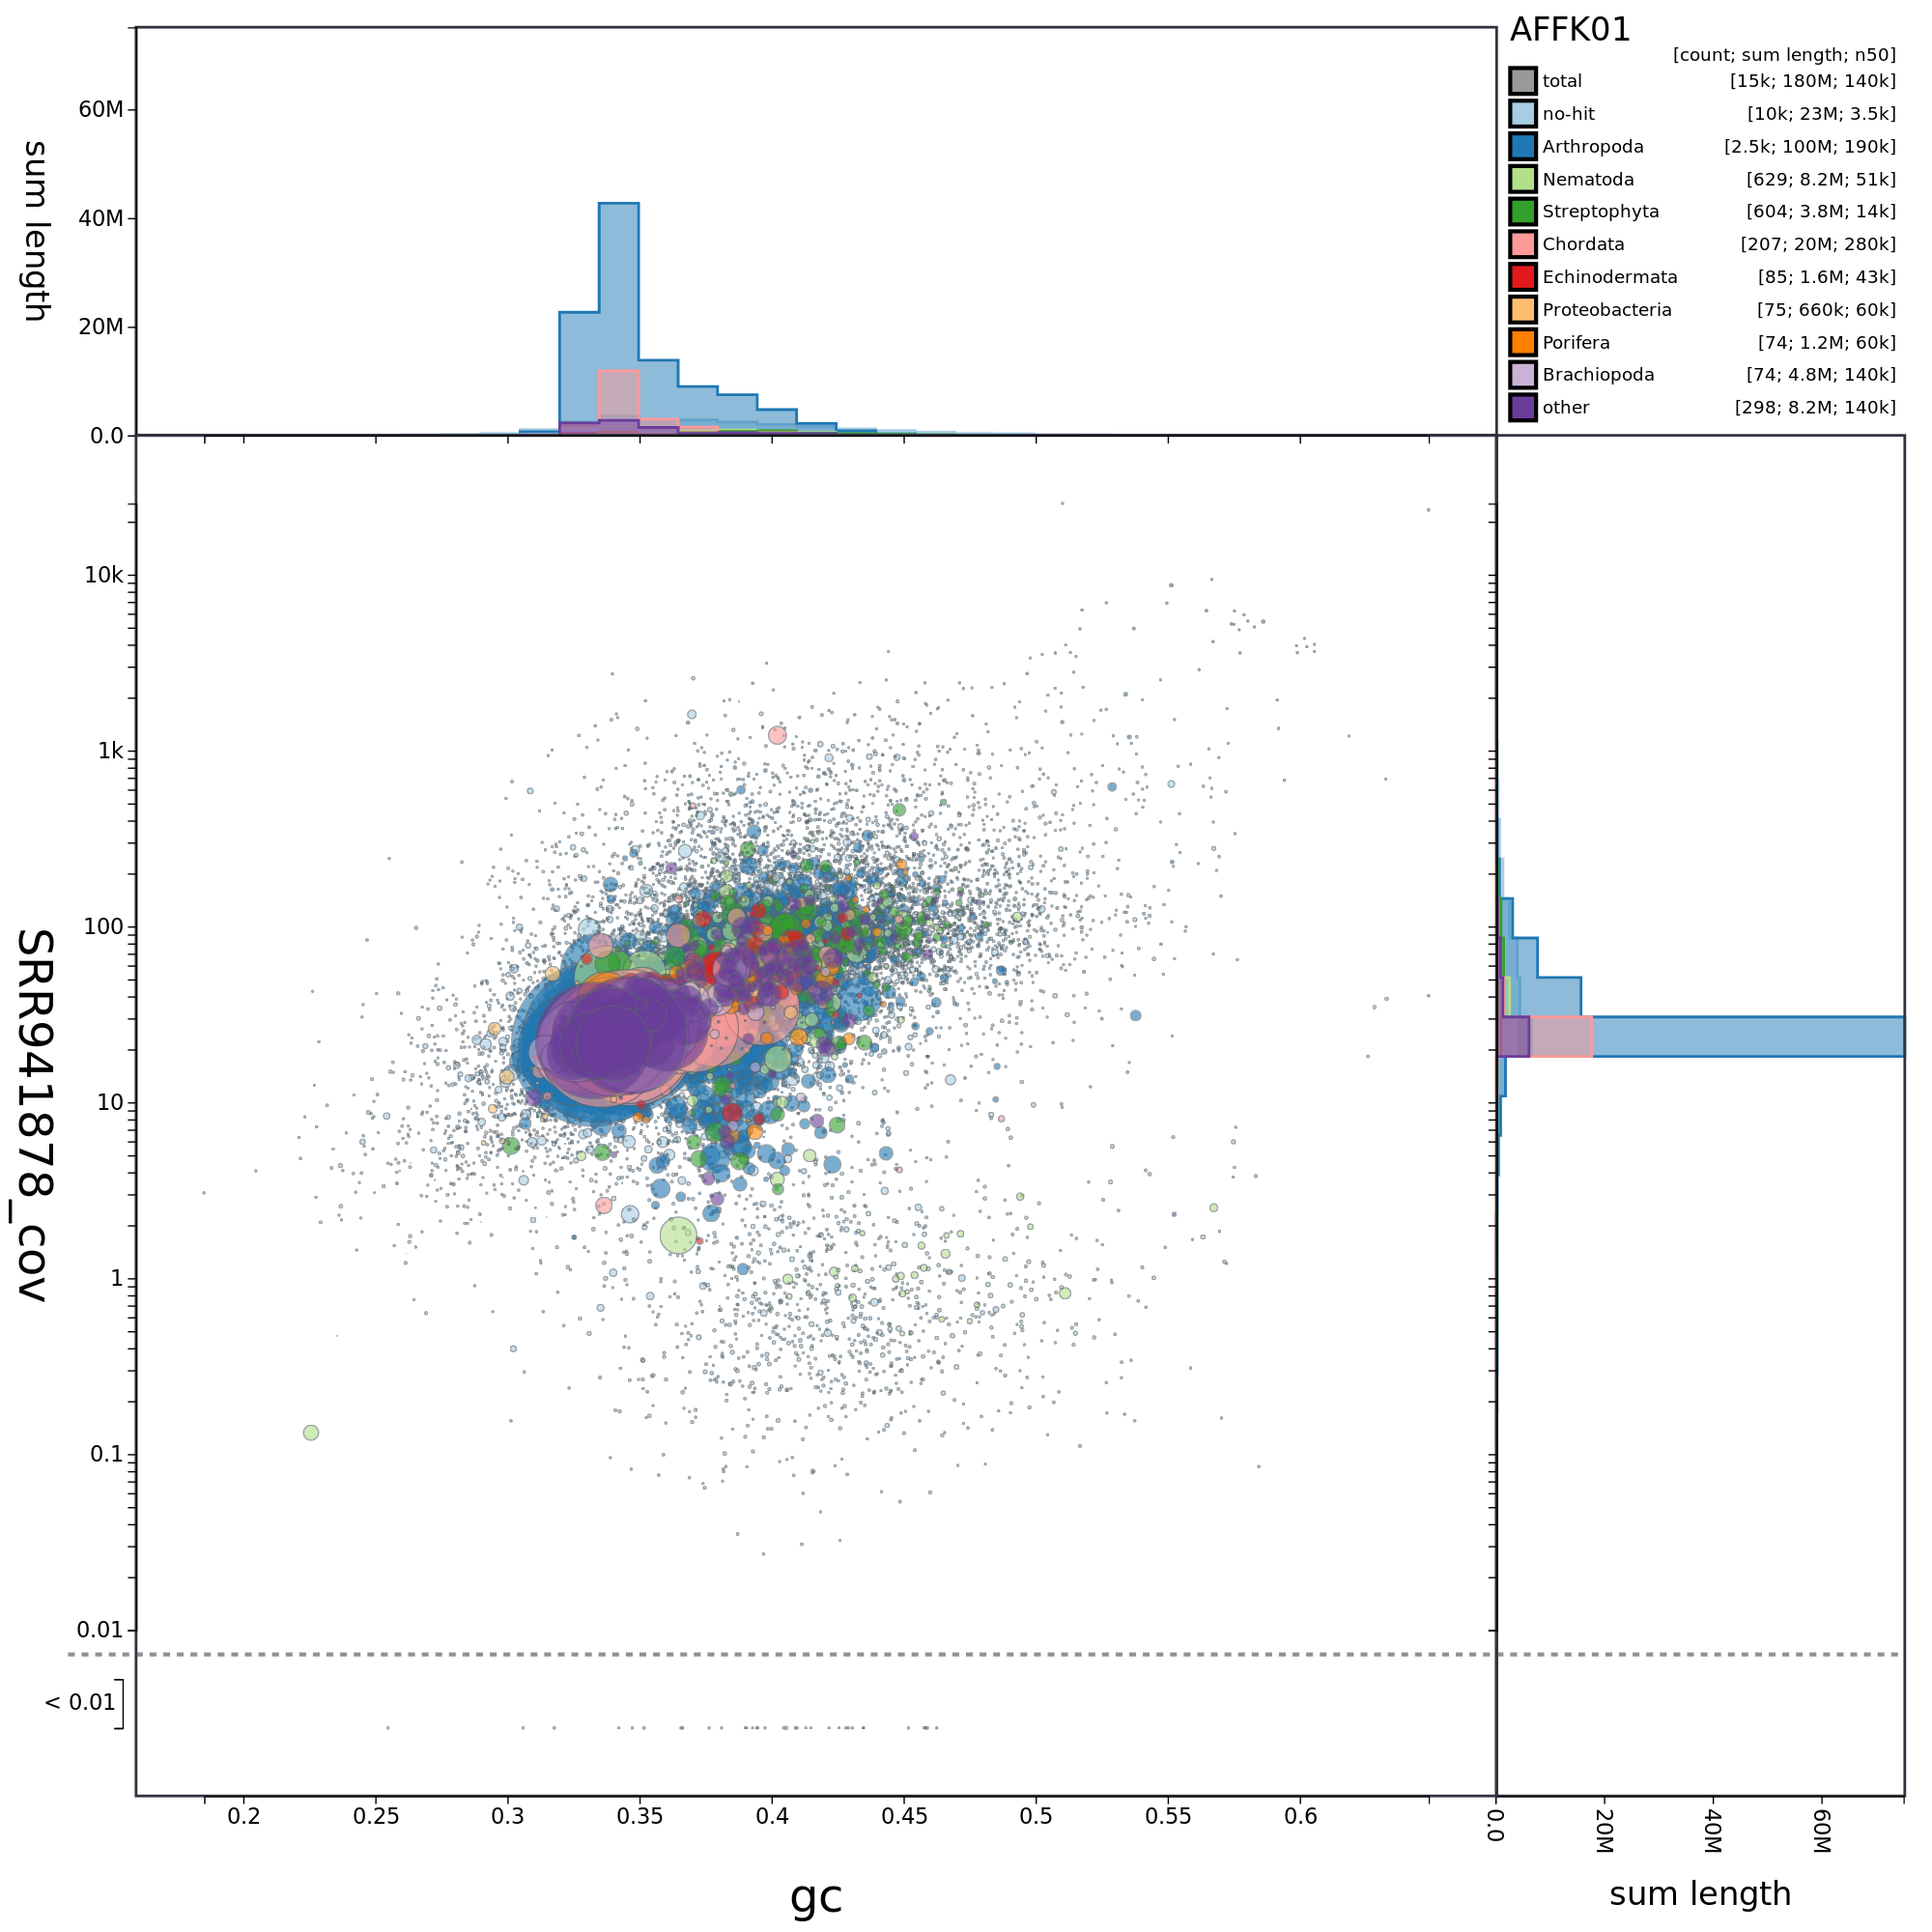 AFFK01
[count; sum length; n50]
total [15k; 180M; 140k]
no-hit [10k; 23M; 3.5k]
Arthropoda [2.5k; 100M; 190k]
Nematoda [629; 8.2M; 51k]
Streptophyta [604; 3.8M; 14k]
Chordata [207; 20M; 280k]
Echinodermata [85; 1.6M; 43k]
Proteobacteria [75; 660k; 60k]
Porifera [74; 1.2M; 60k]
Brachiopoda [74; 4.8M; 140k]
other [298; 8.2M; 140k]
sum length
60M
40M
20M
0.0
SRR941878_cov
10k
1k
100
10
1
0.1
0.01
< 0.01
0.2 0.25 0.3 0.35 0.4 0.45 0.5 0.55 0.6
gc
0.0 20M 40M 60M
sum length